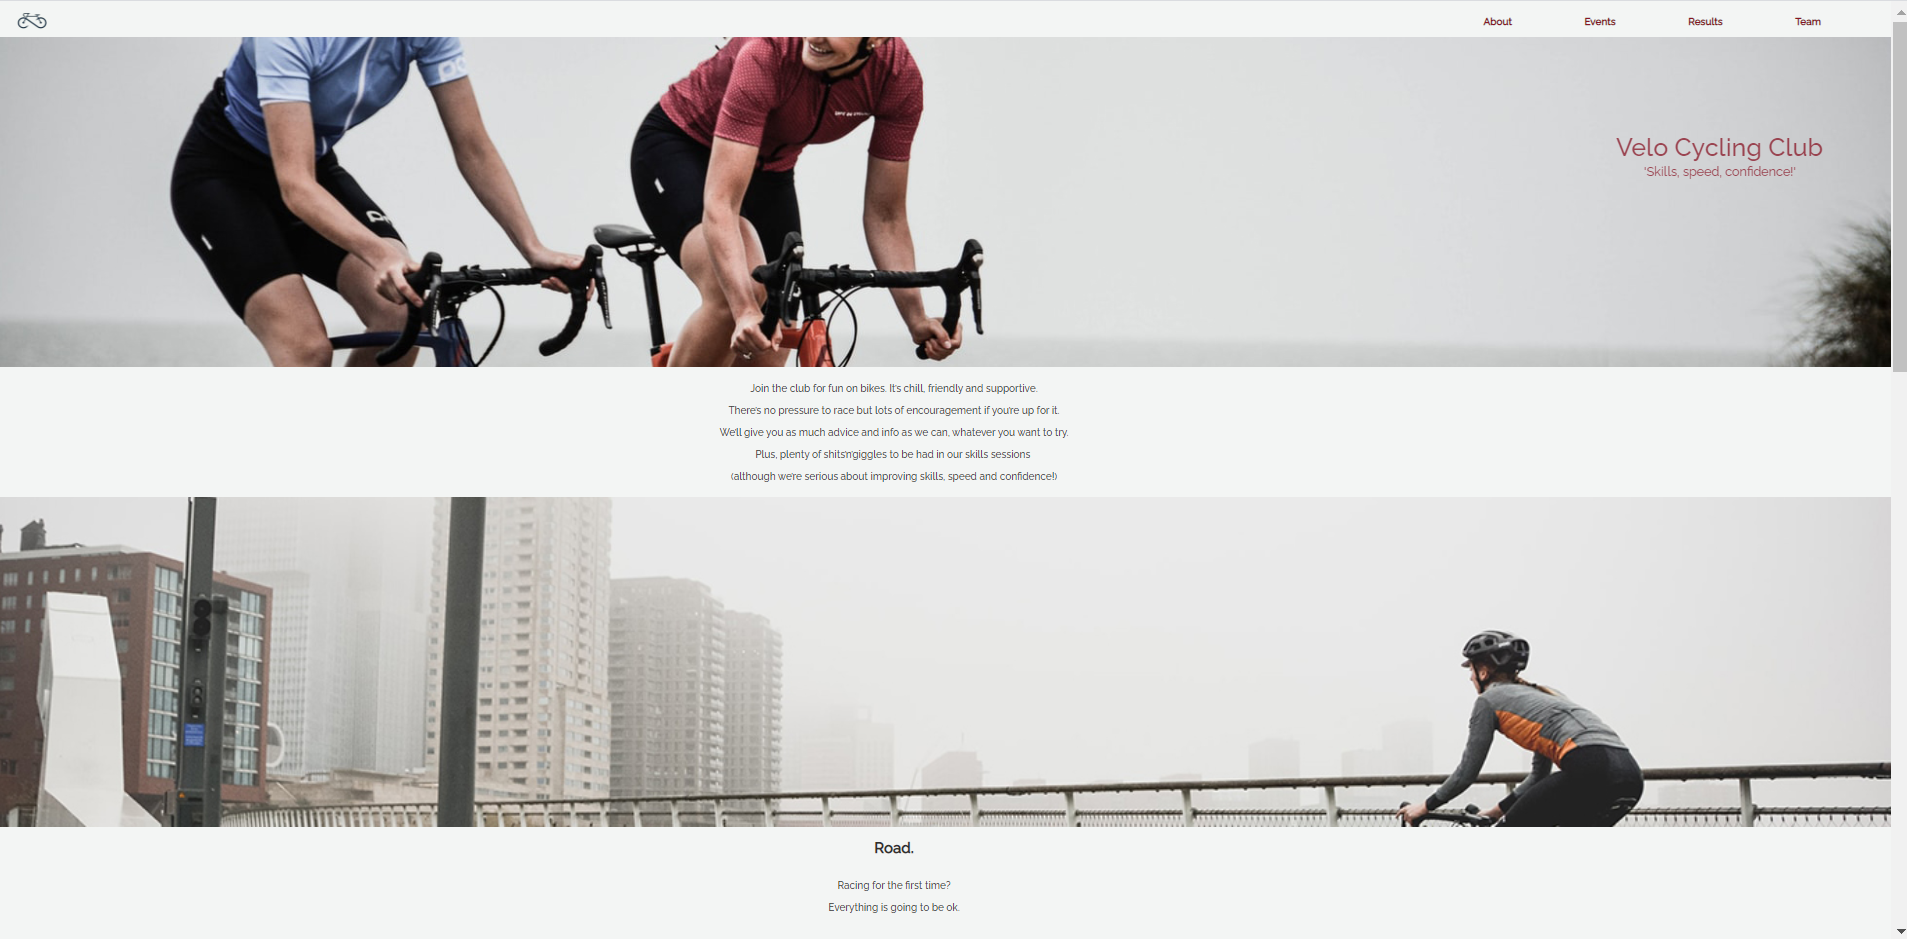 About Events Results Team
Velo Cycling Club
'Skills, speed, confidence!'
Join the club for fun on bikes. It's chill, friendly and supportive.
There's no pressure to race but lots of encouragement if you're up for it.
We'll give you as much advice and info as we can, whatever you want to try.
Plus, plenty of shits'n'giggles to be had in our skills sessions
(although we're serious about improving skills, speed and confidence!)
Road.
Racing for the first time?
Everything is going to be ok.